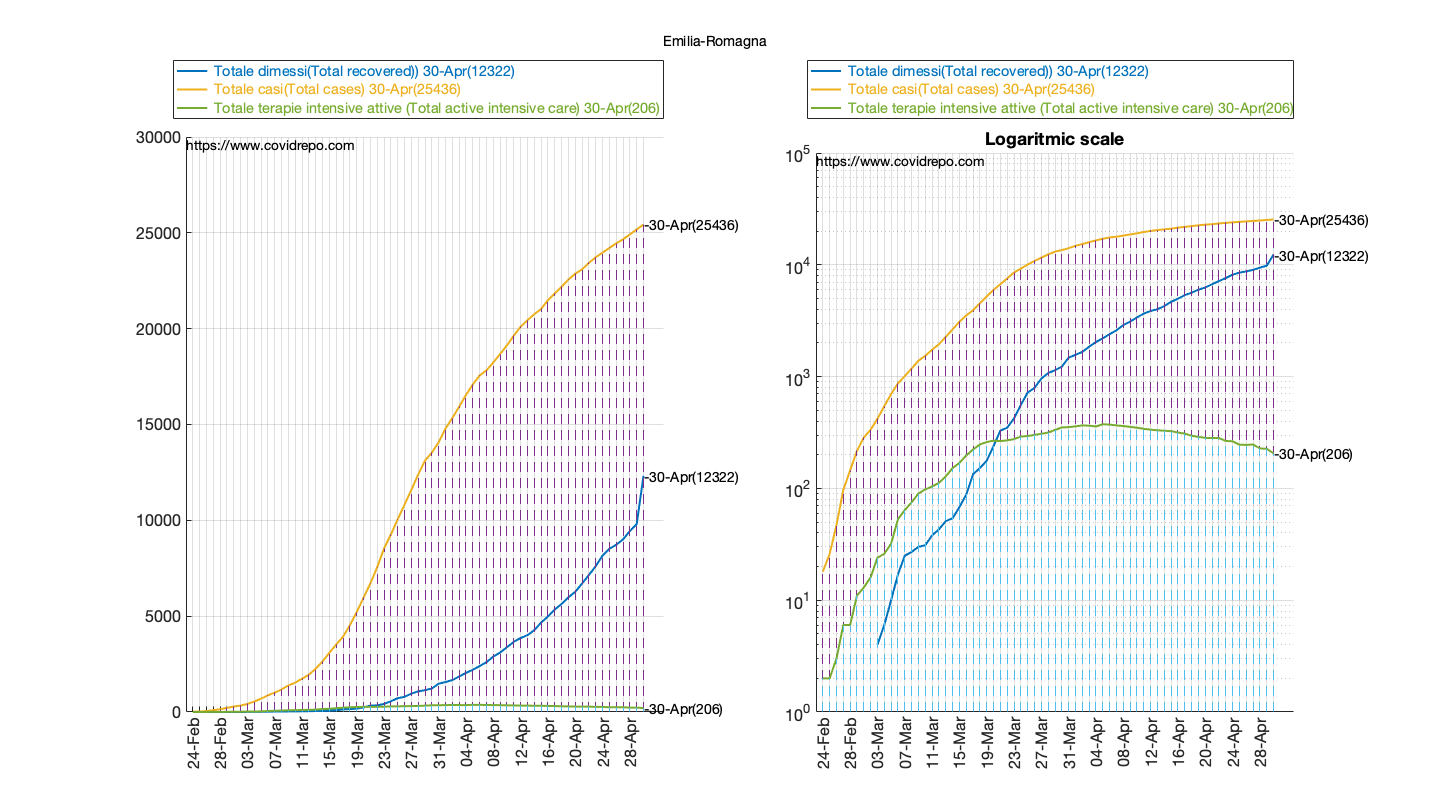 Emilia-Romagna
Totale dimessi(Total recovered)) 30-Apr(12322)
Totale casi(Total cases) 30-Apr(25436)
Totale terapie intensive attive (Total active intensive care) 30-Apr(206)
30000
25000
20000
15000
10000
5000
0
https://www.covidrepo.com
-30-Apr(25436)
-30-Apr(12322)
-30-Apr(206)
24-Feb
28-Feb
03-Mar
07-Mar
11-Mar
15-Mar
19-Mar
23-Mar
27-Mar
31-Mar
04-Apr
08-Apr
12-Apr
16-Apr
20-Apr
24-Apr
28-Apr
Totale dimessi(Total recovered)) 30-Apr(12322)
Totale casi(Total cases) 30-Apr(25436)
Totale terapie intensive attive (Total active intensive care) 30-Apr(206)
Logaritmic scale
10^5
10^4
10^3
10^2
10^1
10^0
https://www.covidrepo.com
-30-Apr(25436)
-30-Apr(12322)
-30-Apr(206)
24-Feb
28-Feb
03-Mar
07-Mar
11-Mar
15-Mar
19-Mar
23-Mar
27-Mar
31-Mar
04-Apr
08-Apr
12-Apr
16-Apr
20-Apr
24-Apr
28-Apr